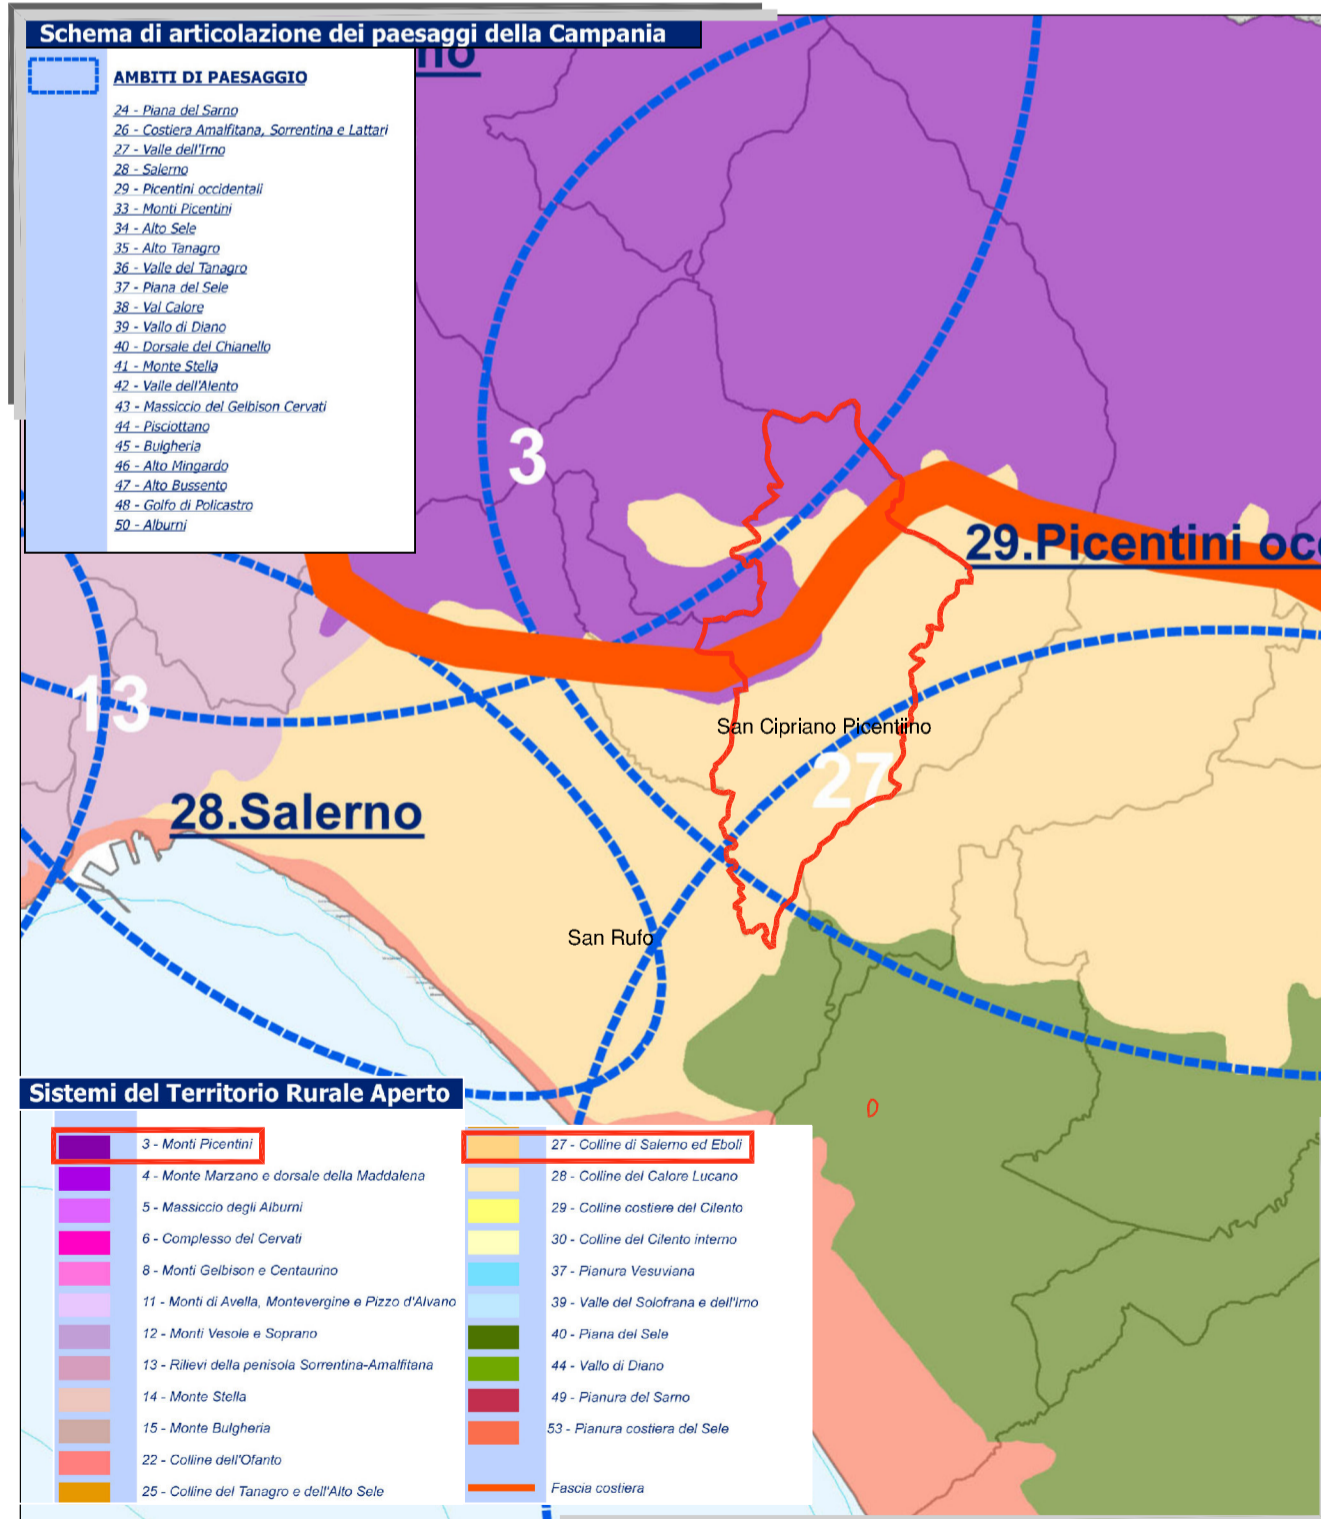 Schema di articolazione dei paesaggi della Campania
no
AMBITI DI PAESAGGIO
24 - Piana del Sarno
26 - Costiera Amalfitana, Sorrentina e Lattari
27 - Valle dell'Irno
28 - Salerno
29 - Picentini occidentali
33 - Monti Picentini
34 - Alto Sele
35 - Alto Tanagro
36 - Valle del Tanagro
37 - Piana del Sele
38 - Val Calore
39 - Vallo di Diano
40 - Dorsale del Chianello
41 - Monte Stella
42 - Valle dell'Alento
43 - Massiccio del Gelbison Cervati
44 - Pisciottano
45 - Bulgheria
46 - Alto Mingardo
47 - Alto Bussento
48 - Golfo di Policastro
50 - Alburni
3
29.Picentini occ
13
San Cipriano Picentiino
27
28.Salerno
San Rufo
Sistemi del Territorio Rurale Aperto
3 - Monti Picentini
4 - Monte Marzano e dorsale della Maddalena
5 - Massiccio degli Alburni
6 - Complesso del Cervati
8 - Monti Gelbison e Centaurino
11 - Monti di Avella, Montevergine e Pizzo d'Alvano
12 - Monti Vesole e Soprano
13 - Rilievi della penisola Sorrentina-Amalfitana
14 - Monte Stella
15 - Monte Bulgheria
22 - Colline dell'Ofanto
25 - Colline del Tanagro e dell'Alto Sele
27 - Colline di Salerno ed Eboli
28 - Colline del Calore Lucano
29 - Colline costiere del Cilento
30 - Colline del Cilento interno
37 - Pianura Vesuviana
39 - Valle del Solofrana e dell'Irno
40 - Piana del Sele
44 - Vallo di Diano
49 - Pianura del Sarno
53 - Pianura costiera del Sele
Fascia costiera